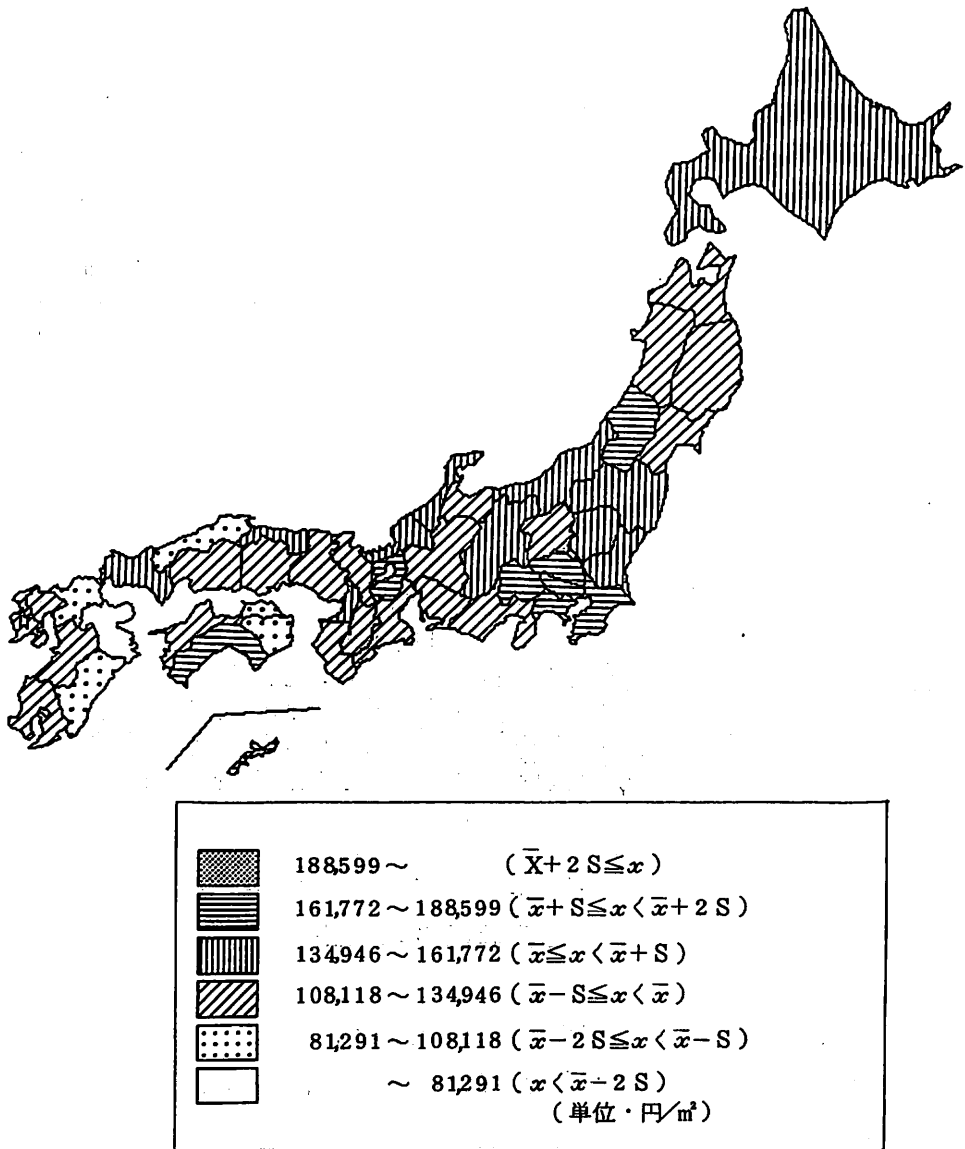 188,599～ ( X̄+2S≦x )
161,772～188,599 ( x̄+S≦x〈x̄+2S )
134,946～161,772 ( x̄≦x〈x̄+S )
108,118～134,946 ( x̄-S≦x〈x̄ )
81,291～108,118 ( x̄-2S≦x〈x̄-S )
～ 81,291 ( x〈x̄-2S )
(単位・円/㎡)